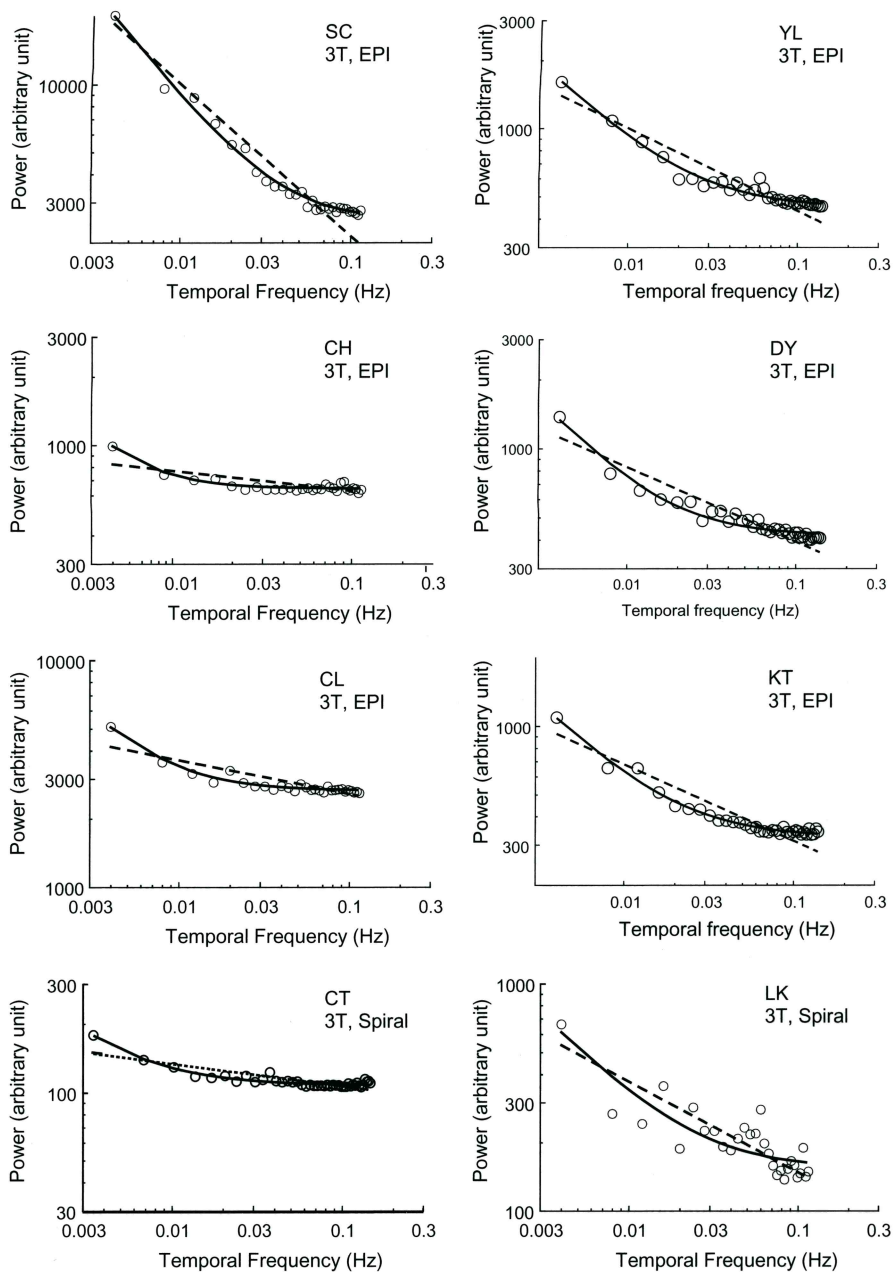 SC
3T, EPI
Power (arbitrary unit)
10000
3000
0.003
0.01
0.03
0.1
0.3
Temporal Frequency (Hz)
YL
3T, EPI
Power (arbitrary unit)
3000
1000
300
0.01
0.03
0.1
0.3
Temporal frequency (Hz)
CH
3T, EPI
Power (arbitrary unit)
3000
1000
300
0.003
0.01
0.03
0.1
0.3
Temporal Frequency (Hz)
DY
3T, EPI
Power (arbitrary unit)
3000
1000
300
0.01
0.03
0.1
0.3
Temporal frequency (Hz)
CL
3T, EPI
Power (arbitrary unit)
10000
3000
1000
0.003
0.01
0.03
0.1
0.3
Temporal Frequency (Hz)
KT
3T, EPI
Power (arbitrary unit)
1000
300
0.01
0.03
0.1
0.3
Temporal frequency (Hz)
CT
3T, Spiral
Power (arbitrary unit)
300
100
30
0.003
0.01
0.03
0.1
0.3
Temporal Frequency (Hz)
LK
3T, Spiral
Power (arbitrary unit)
1000
300
100
0.003
0.01
0.03
0.1
0.3
Temporal Frequency (Hz)